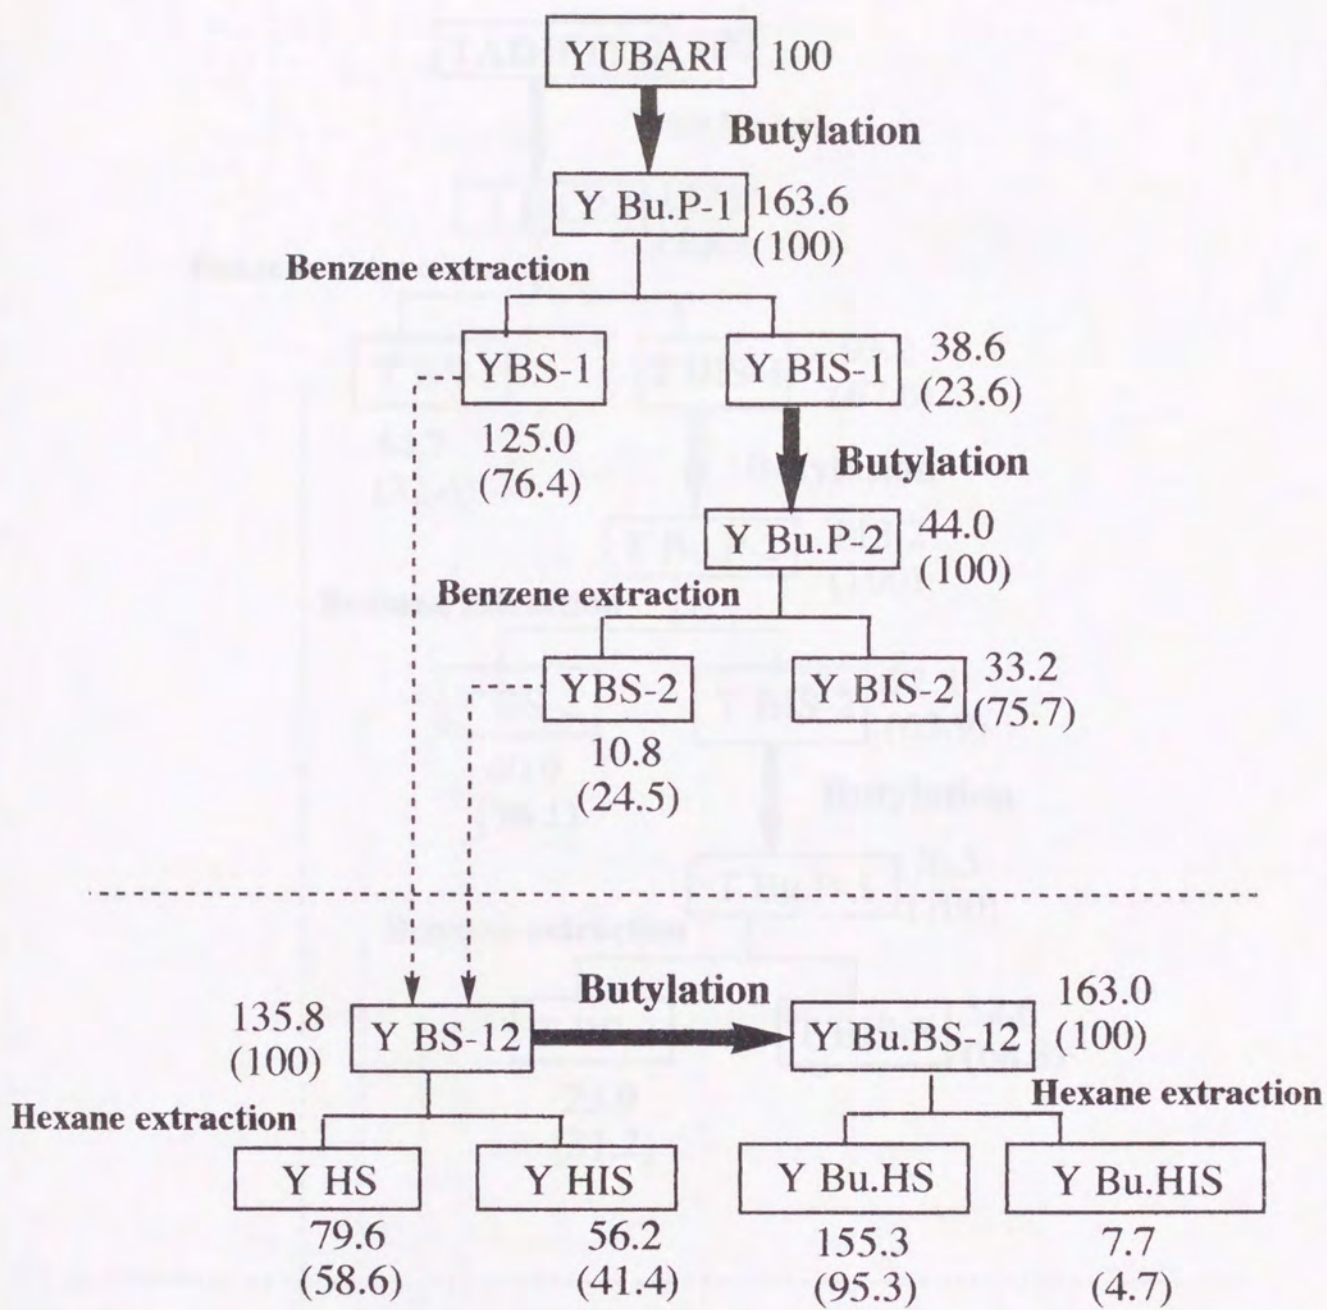 YUBARI 100
Butylation
Y Bu.P-1 163.6
(100)
Benzene extraction
YBS-1
125.0
(76.4)
Y BIS-1 38.6
(23.6)
Butylation
Y Bu.P-2 44.0
(100)
Benzene extraction
YBS-2
10.8
(24.5)
Y BIS-2 33.2
(75.7)
135.8
(100)
Y BS-12
Butylation
Y Bu.BS-12
163.0
(100)
Hexane extraction
Hexane extraction
Y HS
79.6
(58.6)
Y HIS
56.2
(41.4)
Y Bu.HS
155.3
(95.3)
Y Bu.HIS
7.7
(4.7)